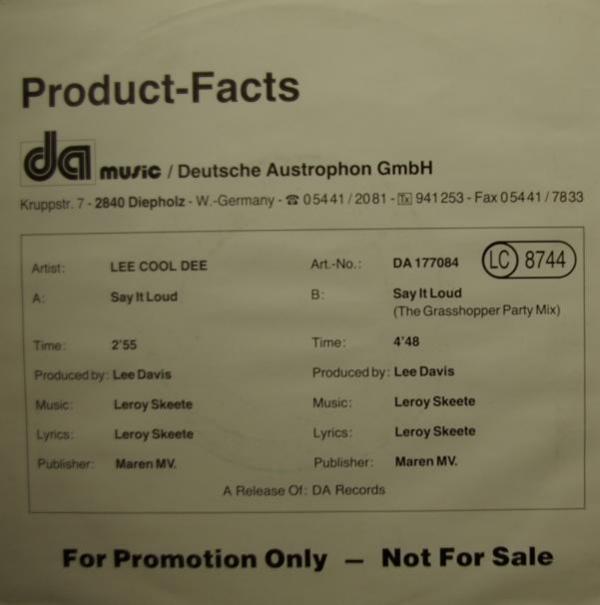 Product-Facts
da music / Deutsche Austrophon GmbH
Kruppstr. 7 - 2840 Diepholz - W.-Germany - ☎ 05441/2081 - Tx 941253 - Fax 05441/7833
Artist: LEE COOL DEE Art.-No.: DA 177084 LC 8744
A: Say It Loud B: Say It Loud
(The Grasshopper Party Mix)
Time: 2'55 Time: 4'48
Produced by: Lee Davis Produced by: Lee Davis
Music: Leroy Skeete Music: Leroy Skeete
Lyrics: Leroy Skeete Lyrics: Leroy Skeete
Publisher: Maren MV. Publisher: Maren MV.
A Release Of: DA Records
For Promotion Only — Not For Sale